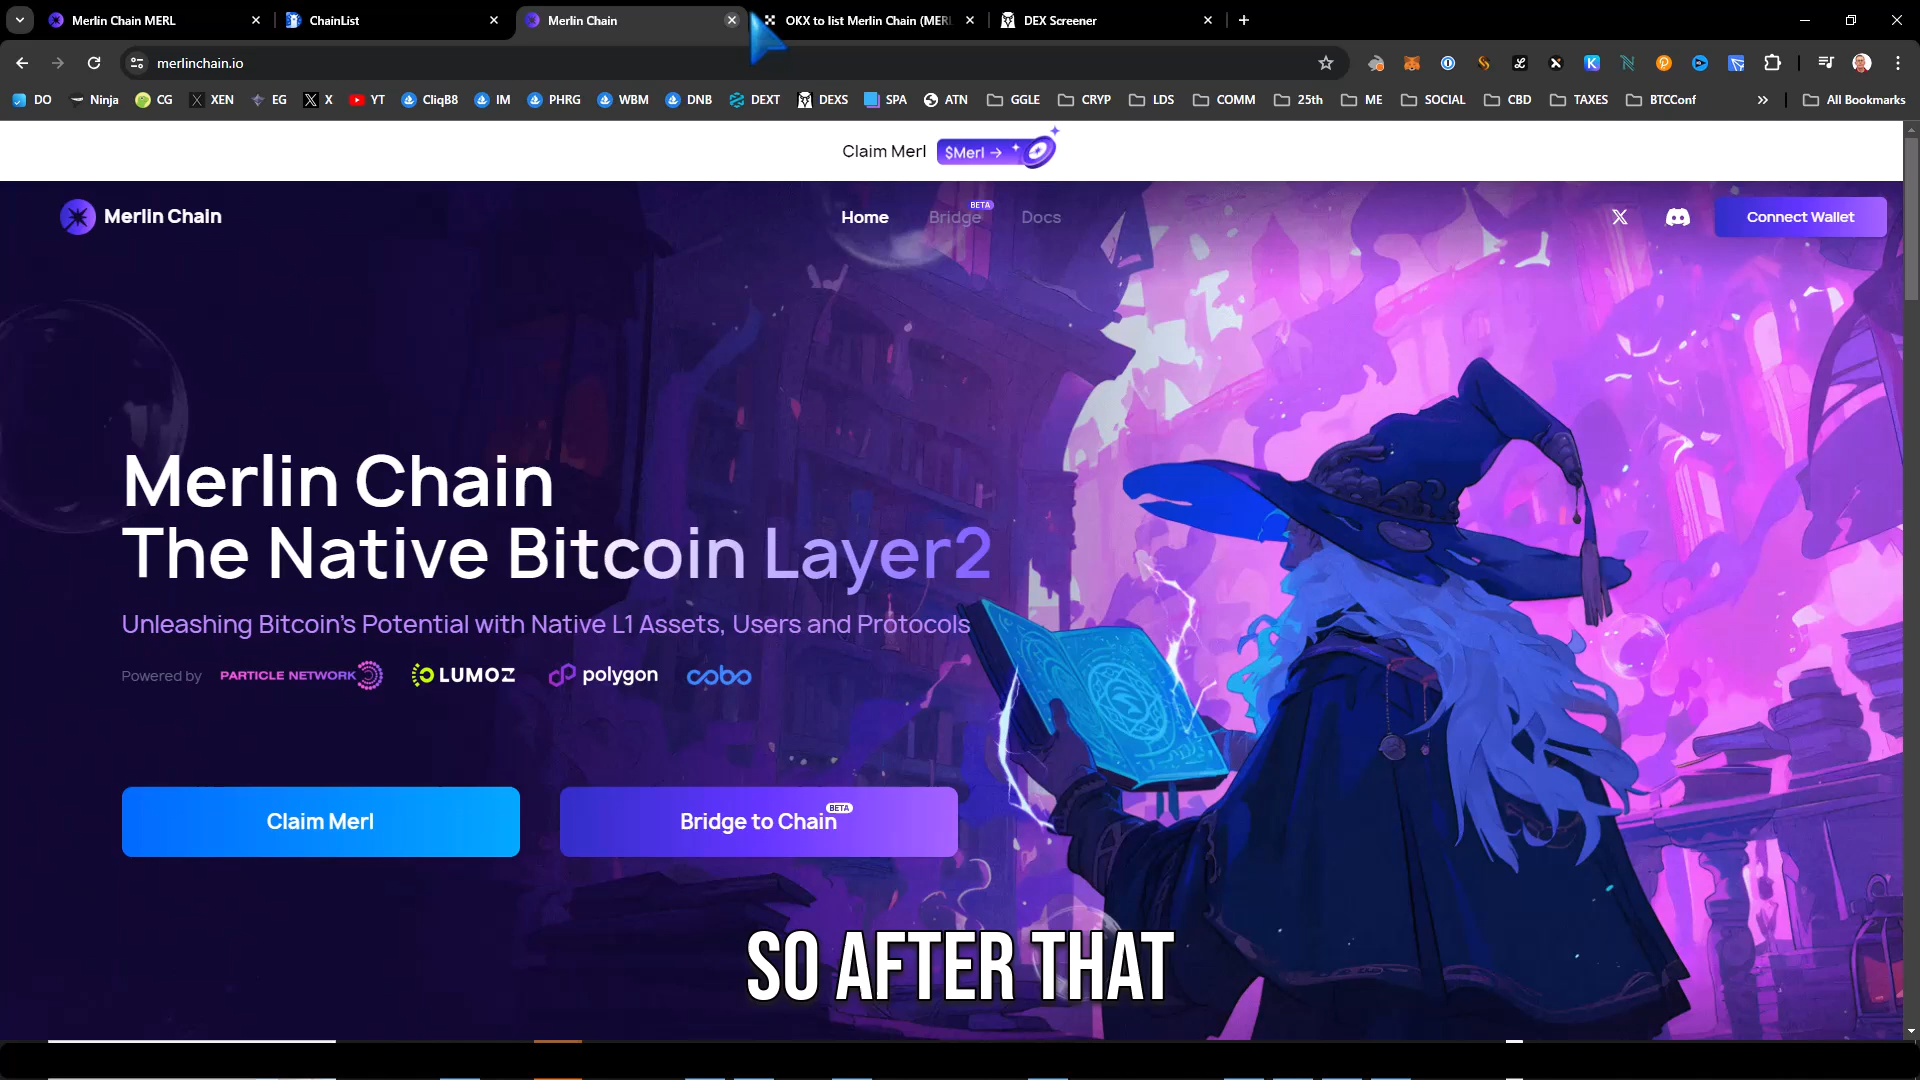 Merlin Chain MERL
ChainList
Merlin Chain
OKX to list Merlin Chain (MERL
DEX Screener
merlinchain.io
DO Ninja CG XEN EG X YT CliqB8 IM PHRG WBM DNB DEXT DEXS SPA ATN GGLE CRYP LDS COMM 25th ME SOCIAL CBD TAXES BTCConf All Bookmarks
Claim Merl $Merl →
Merlin Chain
Home Bridge BETA Docs
Connect Wallet
Merlin Chain
The Native Bitcoin Layer2
Unleashing Bitcoin's Potential with Native L1 Assets, Users and Protocols
Powered by PARTICLE NETWORK LUMOZ polygon cobo
Claim Merl
Bridge to Chain BETA
SO AFTER THAT